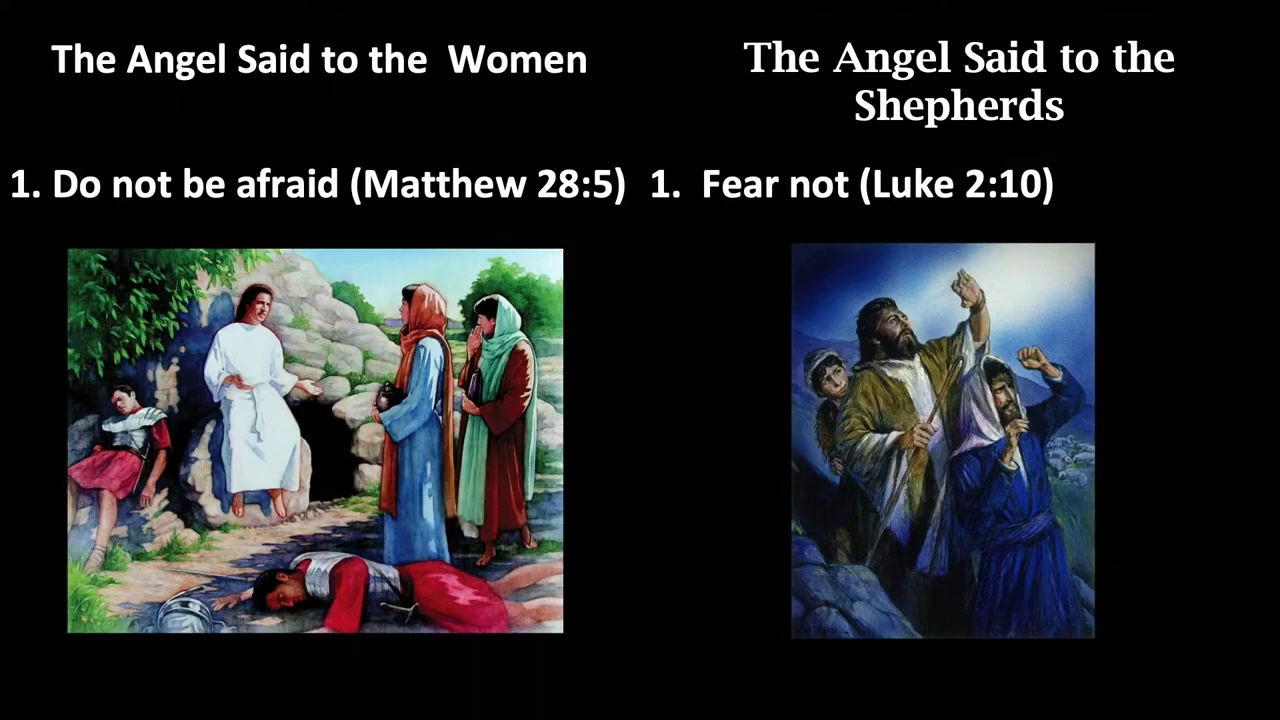 The Angel Said to the  Women
1. Do not be afraid (Matthew 28:5)
The Angel Said to the
Shepherds
1.  Fear not (Luke 2:10)